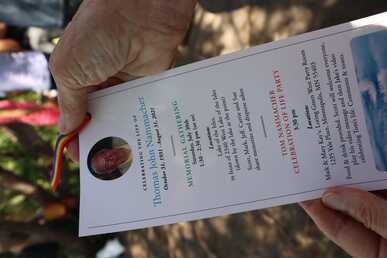 CELEBRATING THE LIFE OF
Thomas John Nammacher
October 31, 1931 - August 31, 2021
MEMORIAL GATHERING
Saturday, July 30th
1:30 - 2:30 pm
Location:
Lake of the Isles,
in front of 2560 West Lake of the Isles
(down by the lake at the point)
Scott, Mark, Jeff, Carrie and Sue
share memories and disperse ashes
TOM NAMMACHER
CELEBRATION OF LIFE PARTY
3:30 pm
Location:
Mark & Mary Kay's, Loring Green West Party Room
1235 Yale Place, Minneapolis, MN 55403
Food & drink provided. Scott will welcome everyone,
play his video message and then Jake's video
celebrating Tom's life. Comments & toasts.